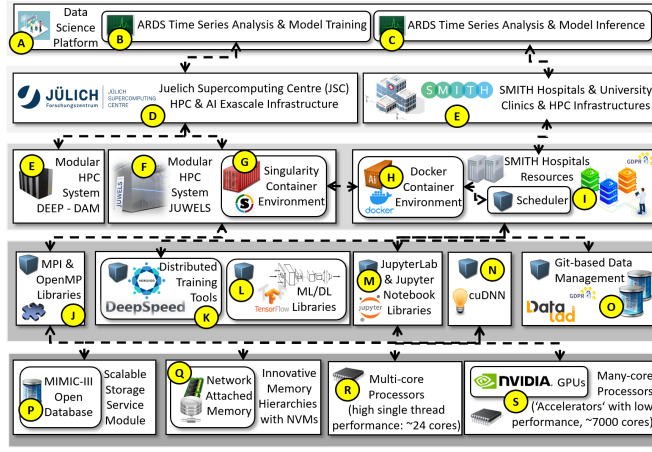 Data
Science
Platform
A
B
ARDS Time Series Analysis & Model Training
C
ARDS Time Series Analysis & Model Inference
JÜLICH
Forschungszentrum
JÜLICH
SUPERCOMPUTING
CENTRE
Juelich Supercomputing Centre (JSC)
HPC & AI Exascale Infrastructure
D
SMITH
SMITH Hospitals & University
Clinics & HPC Infrastructures
E
E
Modular
HPC
System
DEEP - DAM
F
JUWELS
Modular
HPC
System
JUWELS
G
Singularity
Container
Environment
S
Ai
H
docker
Docker
Container
Environment
SMITH Hospitals
Resources
Scheduler
GDPR
I
MPI &
OpenMP
Libraries
J
HOROVOD
Distributed
Training
Tools
DeepSpeed
K
L
TensorFlow
ML/DL
Libraries
M
jupyter
JupyterLab
& Jupyter
Notebook
Libraries
N
cuDNN
Git-based Data
Management
GDPR
DataLad
O
P
MIMIC-III
Open
Database
Scalable
Storage
Service
Module
Q
Network
Attached
Memory
Innovative
Memory
Hierarchies
with NVMs
R
Multi-core
Processors
(high single thread
performance: ~24 cores)
NVIDIA. GPUs
S
Many-core
Processors
('Accelerators' with low
performance, ~7000 cores)